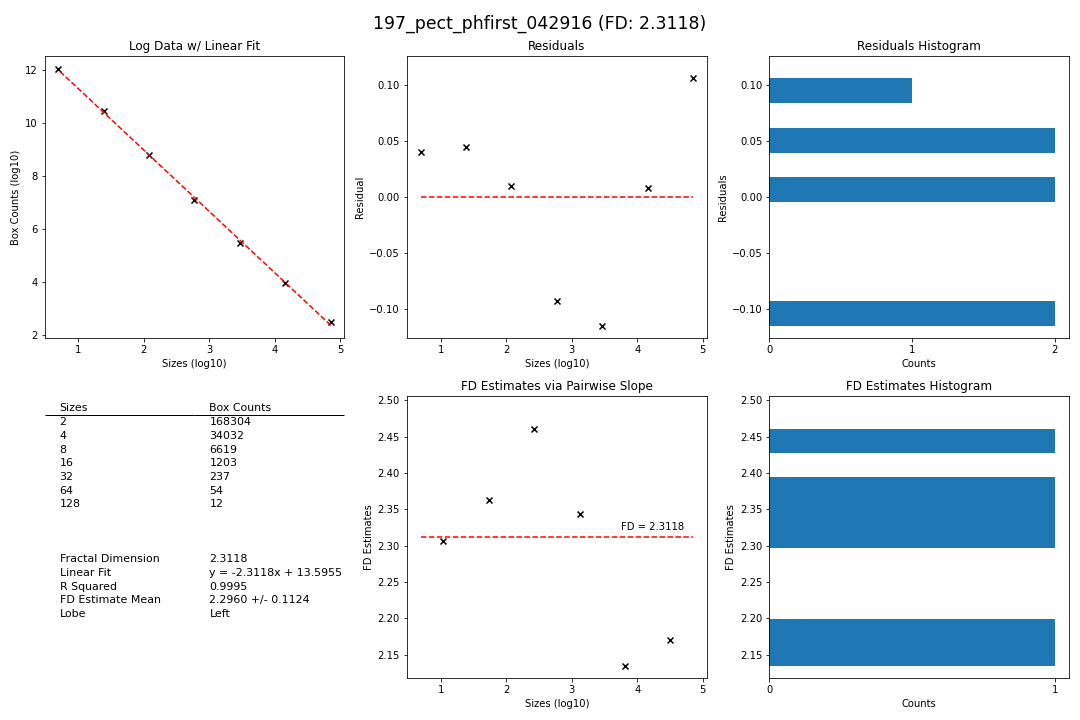 197_pect_phfirst_042916 (FD: 2.3118)
Log Data w/ Linear Fit
Box Counts (log10)
12
10
8
6
4
2
1 2 3 4 5
Sizes (log10)
Residuals
Residual
0.10
0.05
0.00
−0.05
−0.10
1 2 3 4 5
Sizes (log10)
Residuals Histogram
Residuals
0.10
0.05
0.00
−0.05
−0.10
0 1 2
Counts
Sizes Box Counts
2 168304
4 34032
8 6619
16 1203
32 237
64 54
128 12
Fractal Dimension 2.3118
Linear Fit y = -2.3118x + 13.5955
R Squared 0.9995
FD Estimate Mean 2.2960 +/- 0.1124
Lobe Left
FD Estimates via Pairwise Slope
FD Estimates
2.50
2.45
2.40
2.35
2.30
2.25
2.20
2.15
FD = 2.3118
1 2 3 4 5
Sizes (log10)
FD Estimates Histogram
FD Estimates
2.50
2.45
2.40
2.35
2.30
2.25
2.20
2.15
0 1
Counts